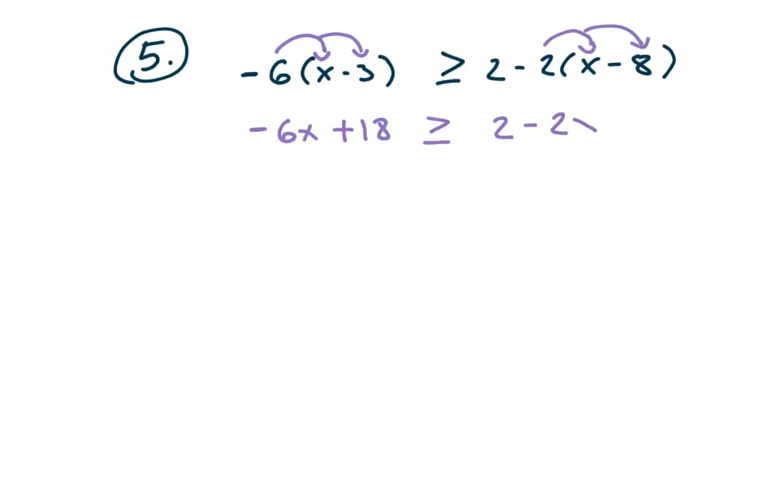 5. -6(x-3) ≥ 2-2(x-8)
-6x+18 ≥ 2-2